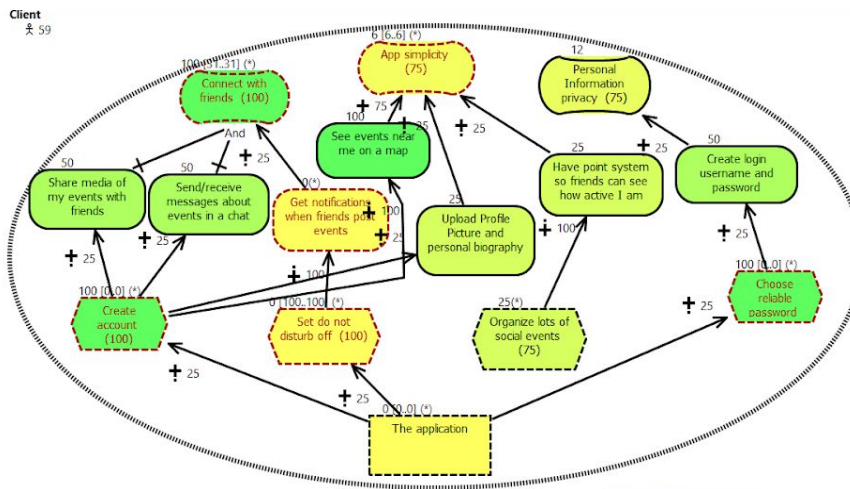 Client
59
100 [31..31] (*)
Connect with
friends (100)
6 [6..6] (*)
App simplicity
(75)
12
Personal
Information
privacy (75)
And
25
100
75
25
25
25
See events near
me on a map
50
Share media of
my events with
friends
50
Send/receive
messages about
events in a chat
0(*)
Get notifications
when friends post
events
100
25
25
Upload Profile
Picture and
personal biography
25
Have point system
so friends can see
how active I am
50
Create login
username and
password
25
25
100
100
25
100 [0..0] (*)
Create
account
(100)
0 [100..100] (*)
Set do not
disturb off (100)
25(*)
Organize lots of
social events
(75)
100 [0..0] (*)
Choose
reliable
password
25
25
25
0 [0..0] (*)
The application